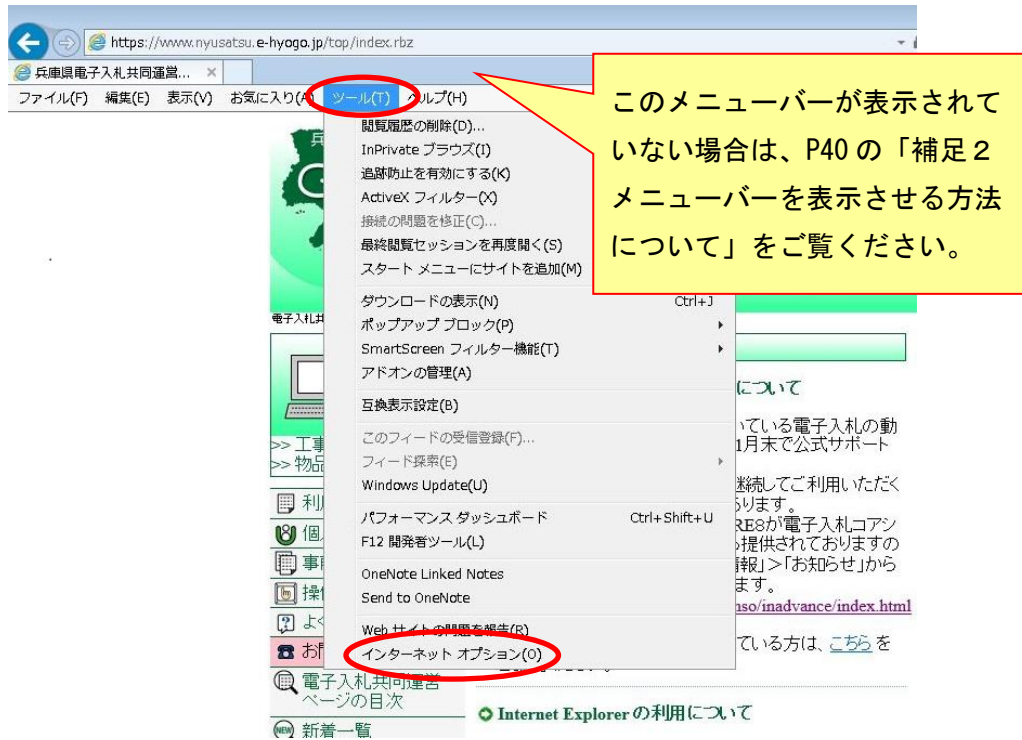 https://www.nyusatsu.e-hyogo.jp/top/index.rbz
兵庫県電子入札共同運営... ×
ファイル(F) 編集(E) 表示(V) お気に入り(A) ツール(T) ヘルプ(H)
このメニューバーが表示されて
いない場合は、P40 の「補足２
メニューバーを表示させる方法
について」をご覧ください。
閲覧履歴の削除(D)...
InPrivate ブラウズ(I)
追跡防止を有効にする(K)
ActiveX フィルター(X)
接続の問題を修正(C)...
最終閲覧セッションを再度開く(S)
スタート メニューにサイトを追加(M)
ダウンロードの表示(N) Ctrl+J
ポップアップ ブロック(P)
SmartScreen フィルター機能(T)
アドオンの管理(A)
互換表示設定(B)
このフィードの受信登録(F)...
フィード探索(E)
Windows Update(U)
パフォーマンス ダッシュボード Ctrl+Shift+U
F12 開発者ツール(L)
OneNote Linked Notes
Send to OneNote
Web サイトの問題を報告(R)
インターネット オプション(O)
兵
電子入札共
>> 工事
>> 物品
利
個
事前
操
よく
お問
電子入札共同運営
ページの目次
NEW 新着一覧
について
いている電子入札の動
1月末で公式サポート
継続してご利用いただく
ります。
RE8が電子入札コアシ
提供されておりますの
情報」>「お知らせ」から
ます。
nso/inadvance/index.html
ている方は、こちら を
Internet Explorer の利用について